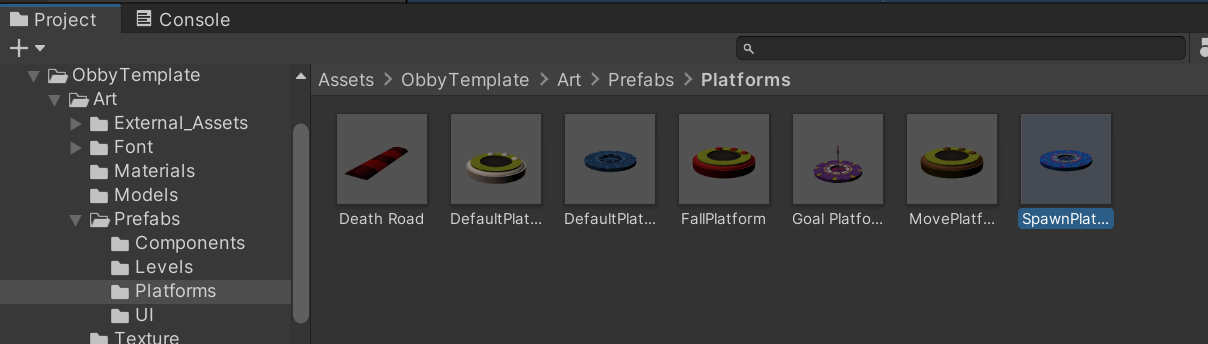 Project Console
ObbyTemplate
Art
External_Assets
Font
Materials
Models
Prefabs
Components
Levels
Platforms
UI
Texture
Assets > ObbyTemplate > Art > Prefabs > Platforms
Death Road DefaultPlat... DefaultPlat... FallPlatform Goal Platfo... MovePlatf... SpawnPlat...